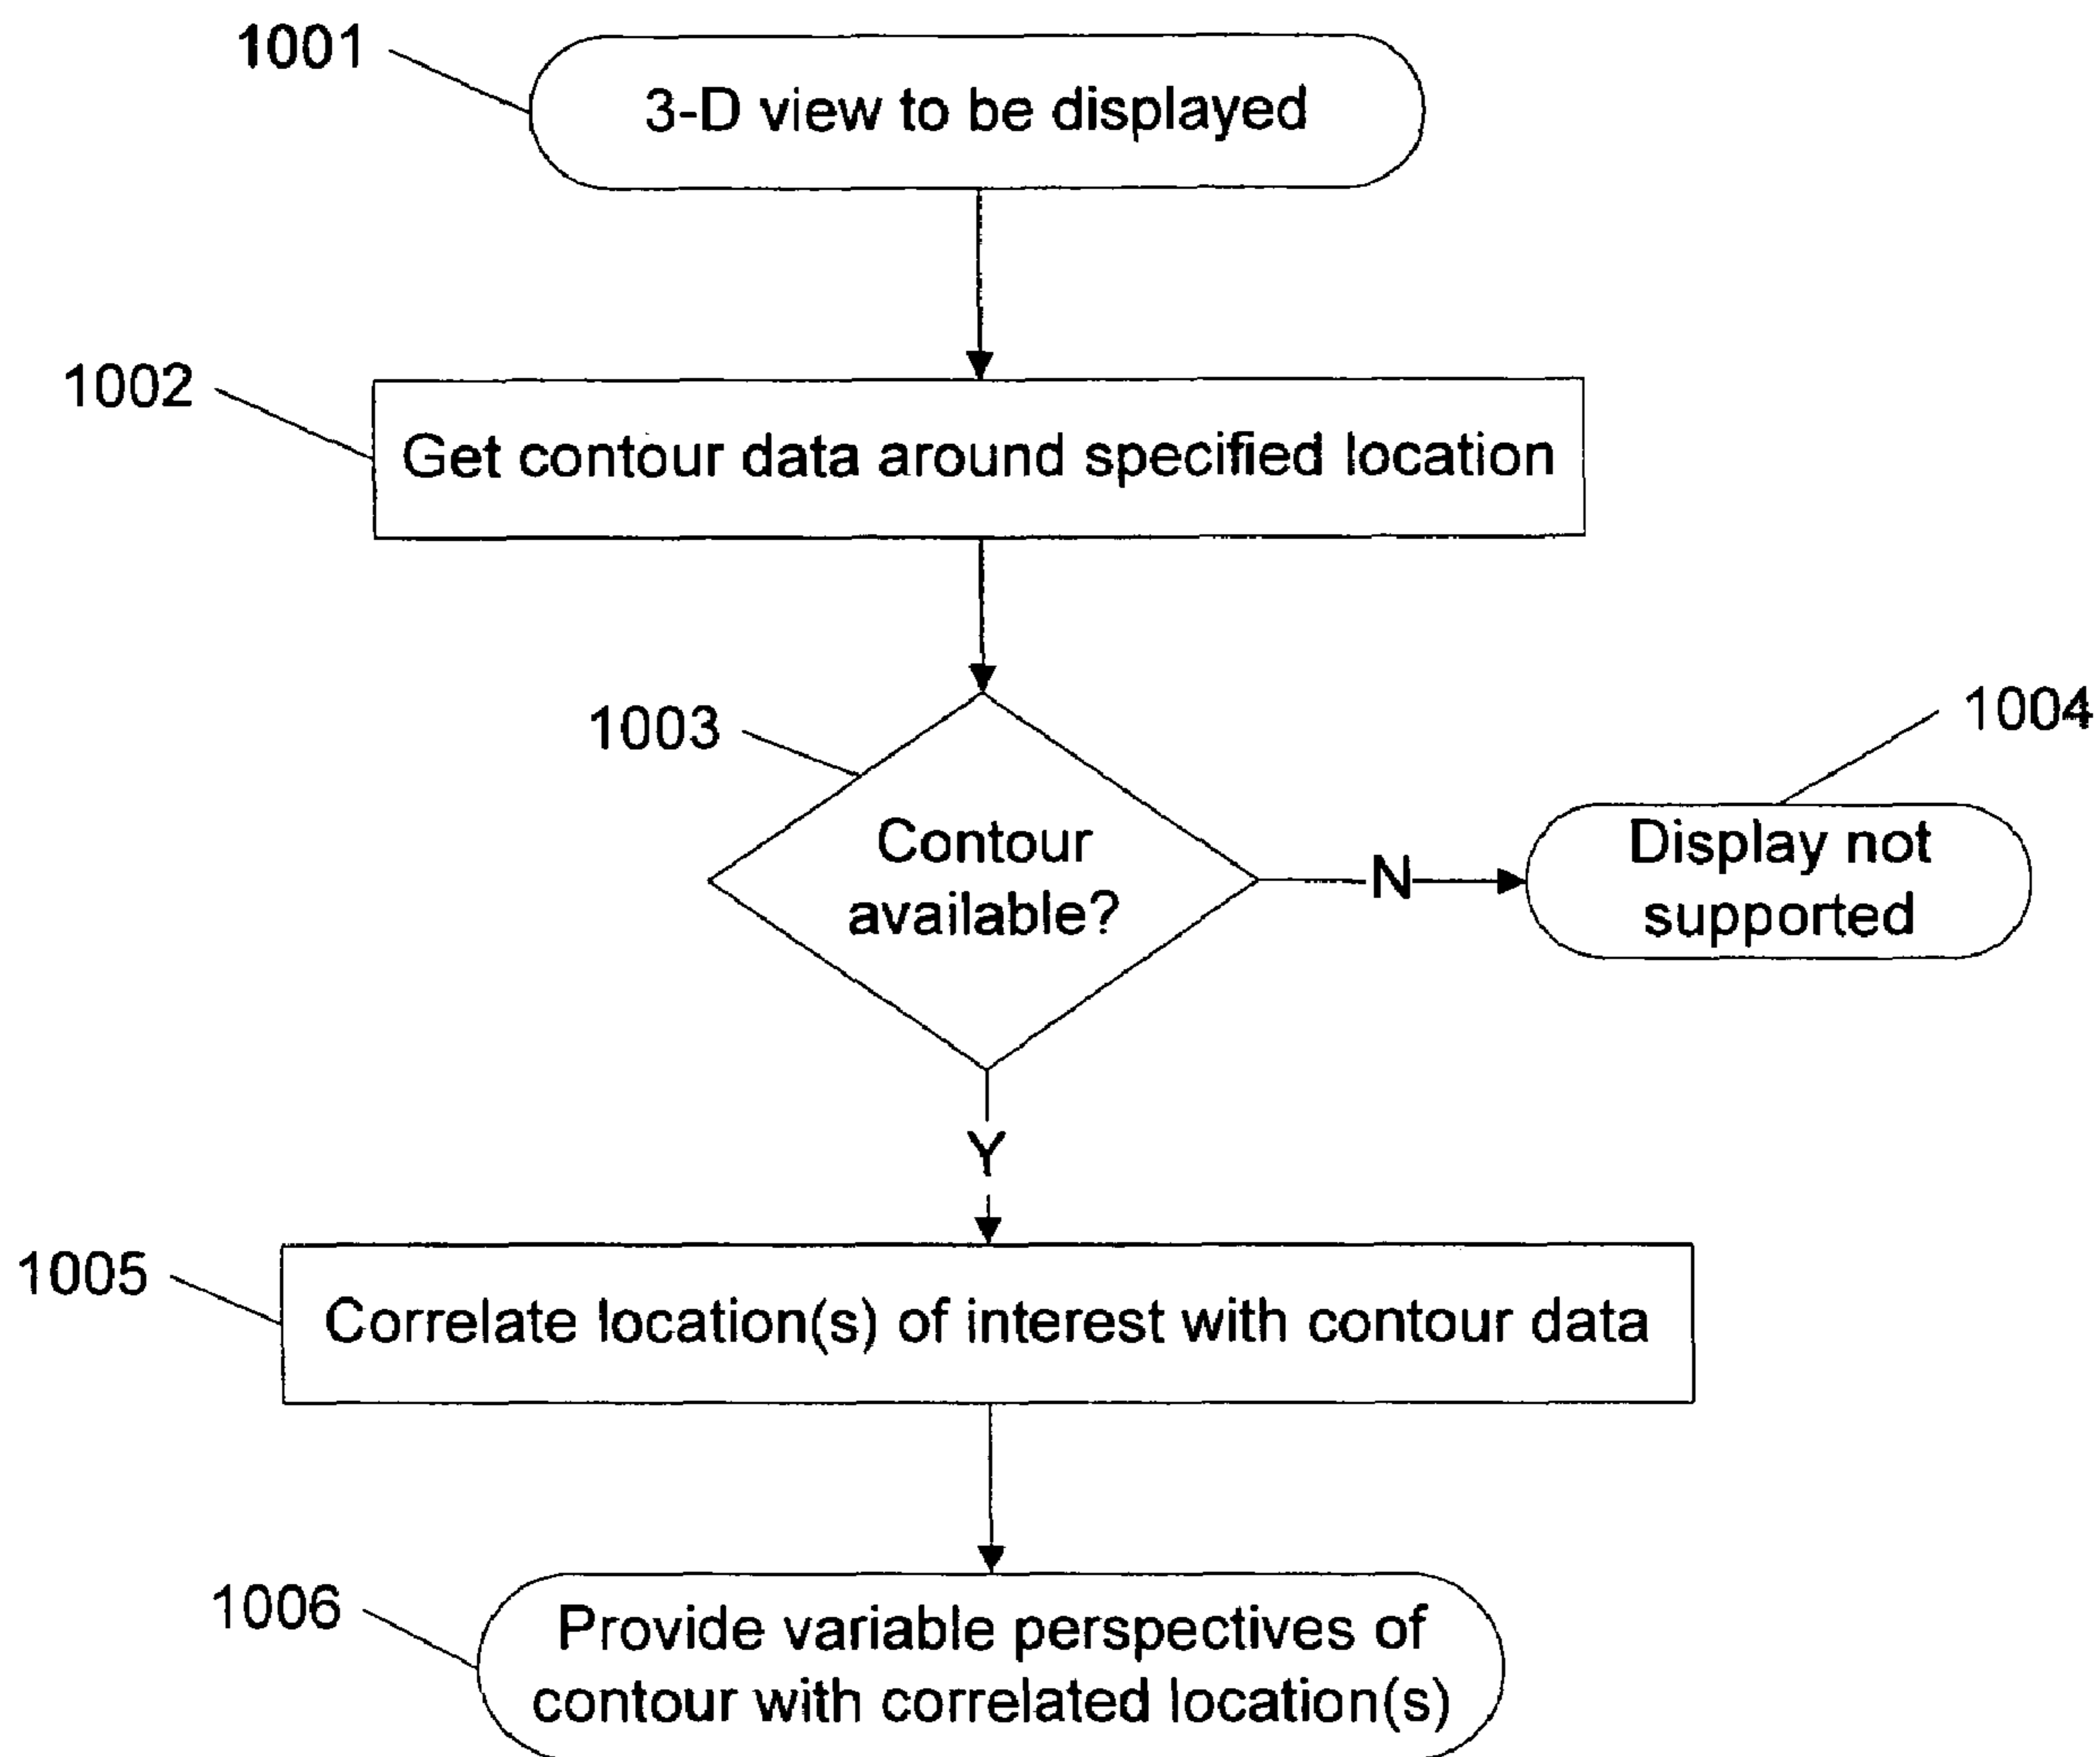 1001
3-D view to be displayed
1002
Get contour data around specified location
1003
1004
Contour
available?
N
Display not
supported
Y
1005
Correlate location(s) of interest with contour data
1006
Provide variable perspectives of
contour with correlated location(s)